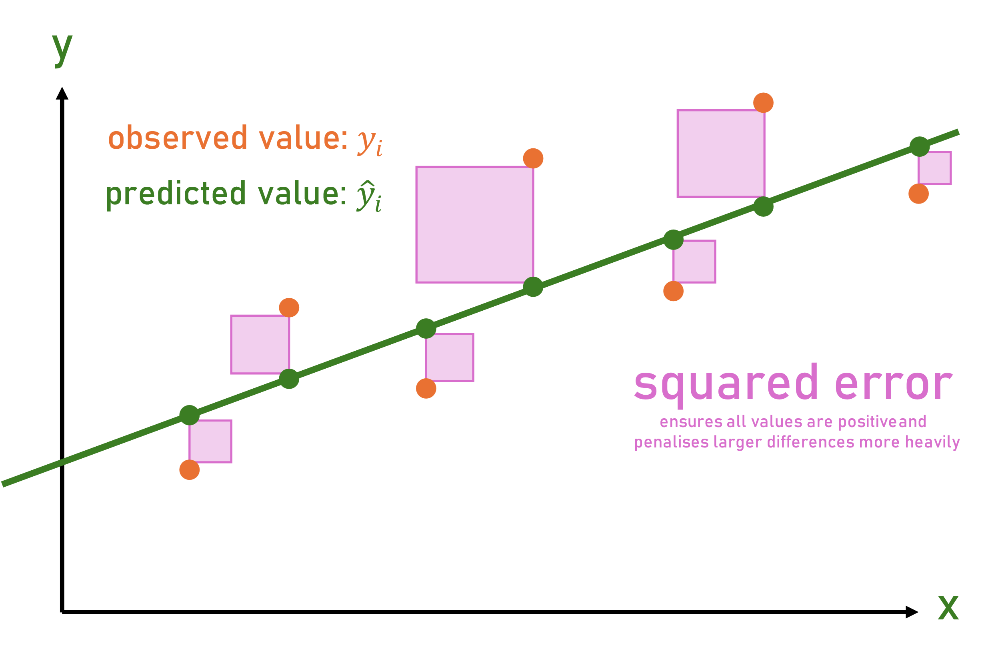 y
observed value: yᵢ
predicted value: ŷᵢ
squared error
ensures all values are positive and
penalises larger differences more heavily
x